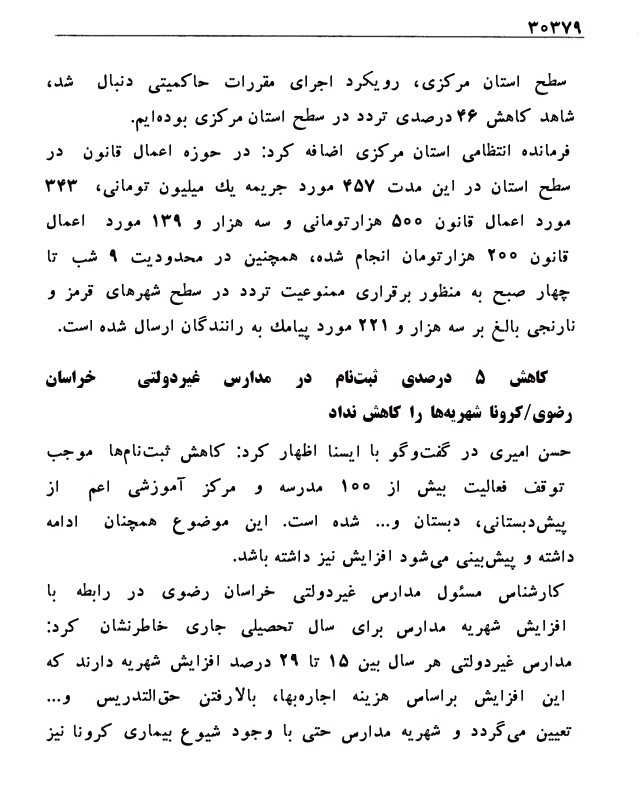 ۳۰۳۷۹
سطح استان مرکزی، رویکرد اجرای مقررات حاکمیتی دنبال شد،
شاهد کاهش ۴۶ درصدی تردد در سطح استان مرکزی بوده‌ایم.
فرمانده انتظامی استان مرکزی اضافه کرد: در حوزه اعمال قانون در
سطح استان در این مدت ۴۵۷ مورد جریمه یك میلیون تومانی، ۳۴۳
مورد اعمال قانون ۵۰۰ هزارتومانی و سه هزار و ۱۳۹ مورد اعمال
قانون ۲۰۰ هزارتومان انجام شده، همچنین در محدودیت ۹ شب تا
چهار صبح به منظور برقراری ممنوعیت تردد در سطح شهرهای قرمز و
نارنجی بالغ بر سه هزار و ۲۲۱ مورد پیامك به رانندگان ارسال شده است.
کاهش ۵ درصدی ثبت‌نام در مدارس غیردولتی خراسان
رضوی/کرونا شهریه‌ها را کاهش نداد
حسن امیری در گفت‌وگو با ایسنا اظهار کرد: کاهش ثبت‌نام‌ها موجب
توقف فعالیت بیش از ۱۰۰ مدرسه و مرکز آموزشی اعم از
پیش‌دبستانی، دبستان و... شده است. این موضوع همچنان ادامه
داشته و پیش‌بینی می‌شود افزایش نیز داشته باشد.
کارشناس مسئول مدارس غیردولتی خراسان رضوی در رابطه با
افزایش شهریه مدارس برای سال تحصیلی جاری خاطرنشان کرد:
مدارس غیردولتی هر سال بین ۱۵ تا ۲۹ درصد افزایش شهریه دارند که
این افزایش براساس هزینه اجاره‌بها، بالارفتن حق‌التدریس و...
تعیین می‌گردد و شهریه مدارس حتی با وجود شیوع بیماری کرونا نیز